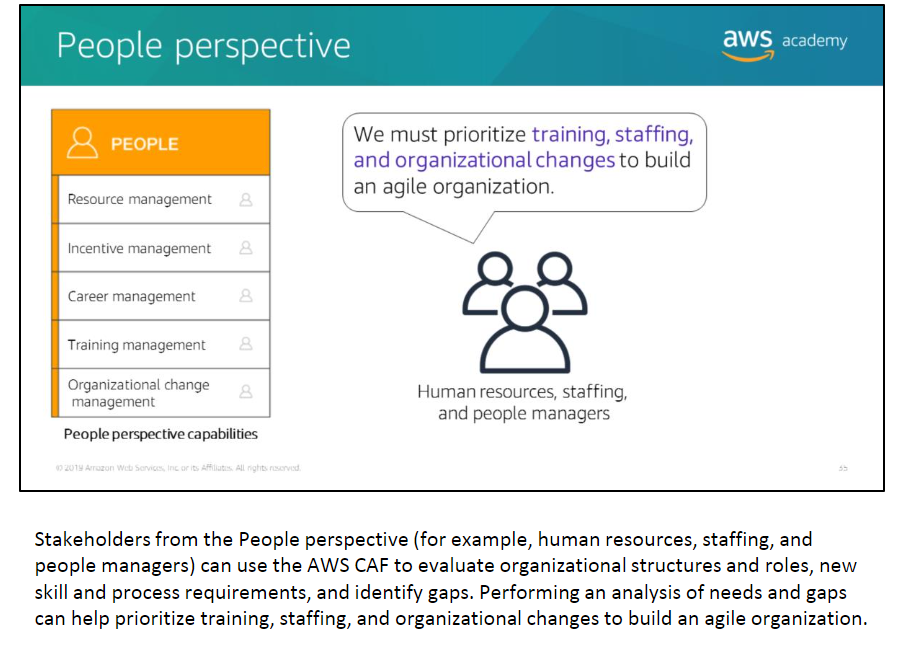 People perspective
aws academy
PEOPLE
Resource management
Incentive management
Career management
Training management
Organizational change
management
People perspective capabilities
We must prioritize training, staffing,
and organizational changes to build
an agile organization.
Human resources, staffing,
and people managers
© 2019 Amazon Web Services, Inc. or its Affiliates. All rights reserved.
35
Stakeholders from the People perspective (for example, human resources, staffing, and
people managers) can use the AWS CAF to evaluate organizational structures and roles, new
skill and process requirements, and identify gaps. Performing an analysis of needs and gaps
can help prioritize training, staffing, and organizational changes to build an agile organization.